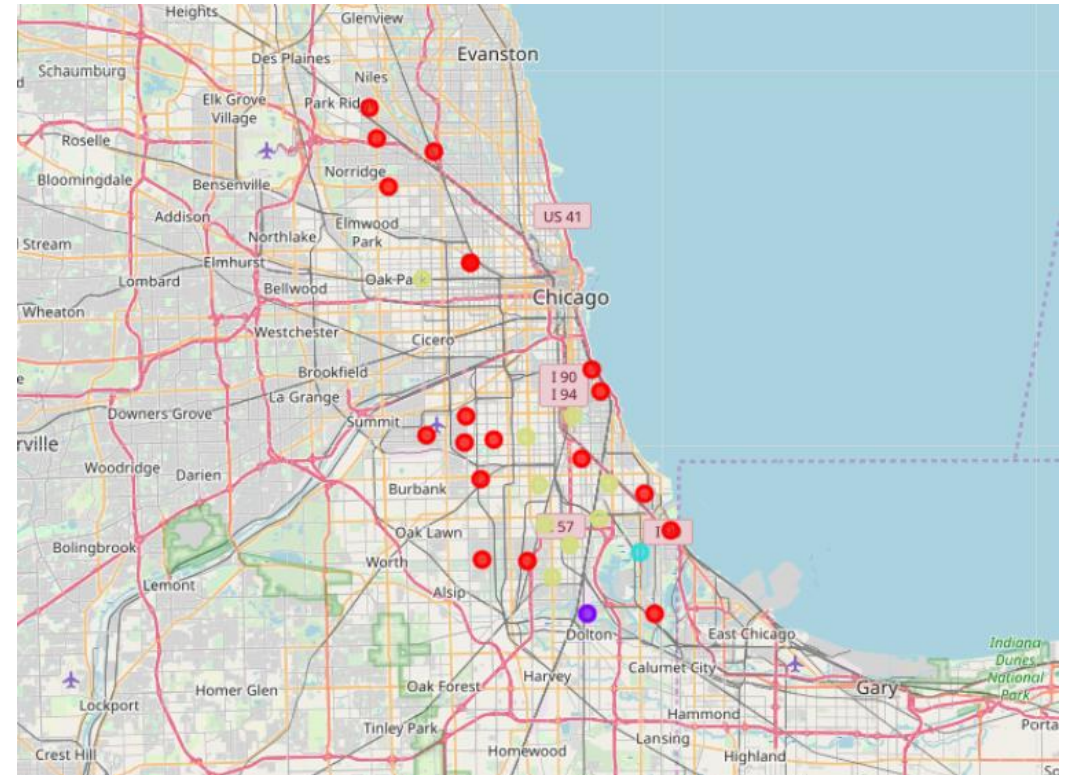 Heights
Glenview
Evanston
Des Plaines
Schaumburg
Niles
Elk Grove
Village
Park Rid
Roselle
Norridge
Bloomingdale
Bensenville
Addison
US 41
Elmwood
Park
Northlake
Stream
Elmhurst
Oak Pa
Lombard
Bellwood
Chicago
Wheaton
Westchester
Cicero
Brookfield
I 90
I 94
La Grange
Downers Grove
Summit
rville
Woodridge
Darien
Burbank
57
I
Oak Lawn
Bolingbrook
Worth
Lemont
Alsip
Dolton
East Chicago
Indiana
Dunes
National
Park
Calumet City
Harvey
Oak Forest
Gary
Homer Glen
Lockport
Hammond
Tinley Park
Porta
Lansing
Homewood
Crest Hill
Highland
So